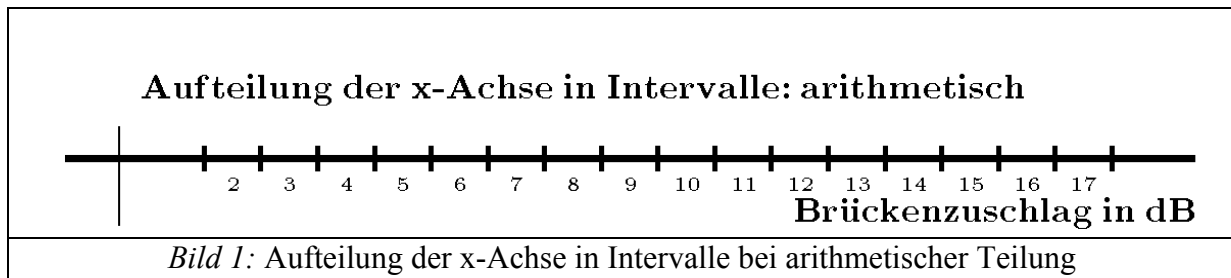 Aufteilung der x-Achse in Intervalle: arithmetisch
2 3 4 5 6 7 8 9 10 11 12 13 14 15 16 17
Brückenzuschlag in dB
Bild 1: Aufteilung der x-Achse in Intervalle bei arithmetischer Teilung